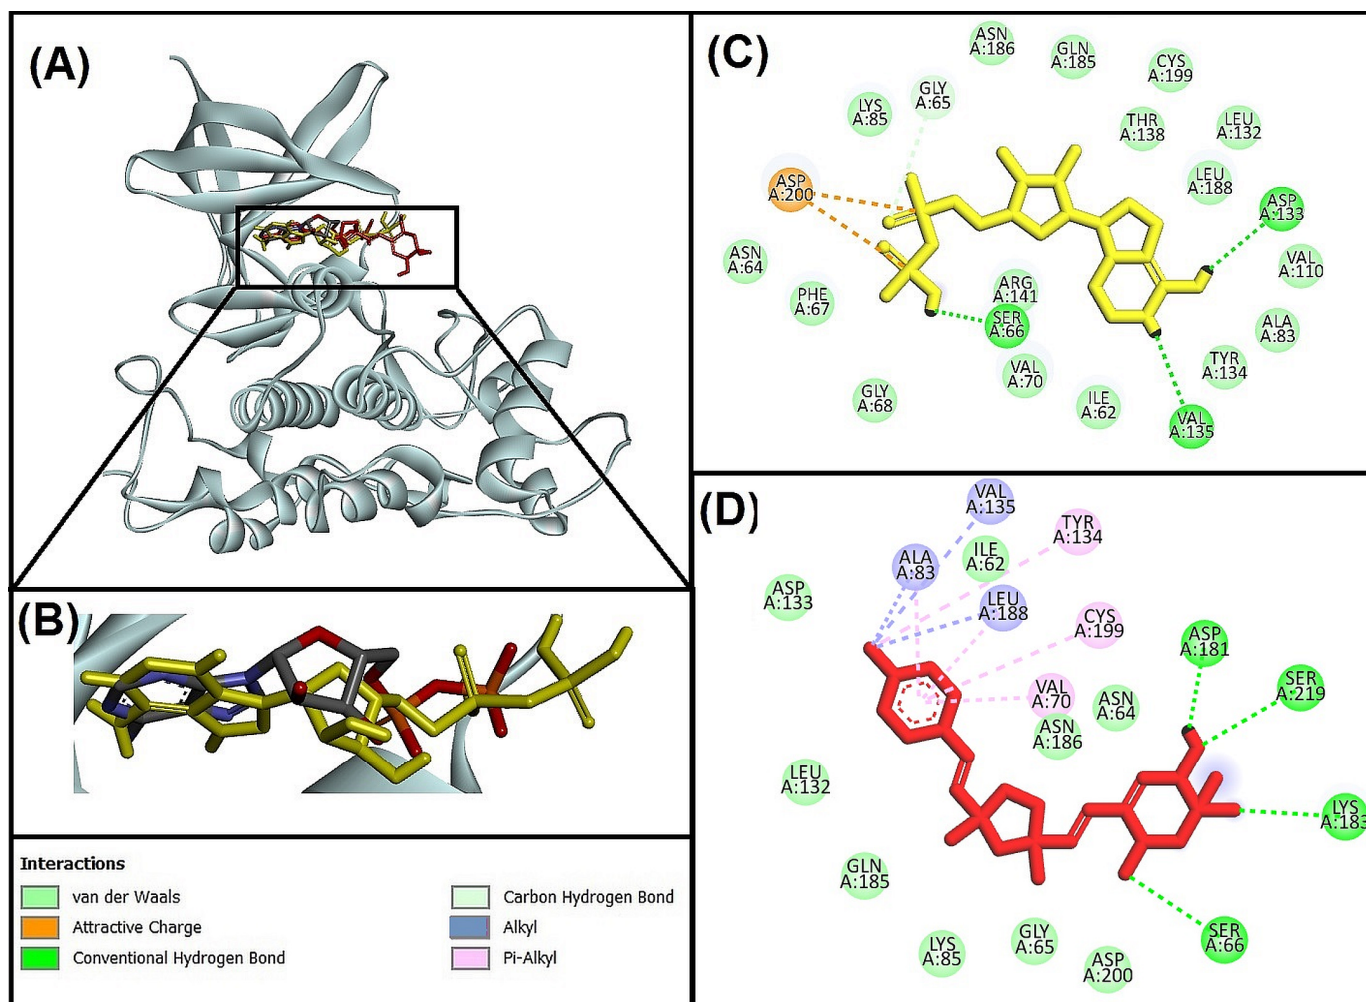 (A)
(B)
Interactions
van der Waals
Attractive Charge
Conventional Hydrogen Bond
Carbon Hydrogen Bond
Alkyl
Pi-Alkyl
(C)
ASN
A:186
GLN
A:185
CYS
A:199
LYS
A:85
GLY
A:65
THR
A:138
LEU
A:132
LEU
A:188
ASP
A:200
ASP
A:133
ASN
A:64
PHE
A:67
ARG
A:141
SER
A:66
VAL
A:110
ALA
A:83
TYR
A:134
VAL
A:70
ILE
A:62
GLY
A:68
VAL
A:135
(D)
VAL
A:135
TYR
A:134
ALA
A:83
ILE
A:62
ASP
A:133
LEU
A:188
CYS
A:199
ASP
A:181
SER
A:219
VAL
A:70
ASN
A:64
ASN
A:186
LEU
A:132
LYS
A:183
GLN
A:185
LYS
A:85
GLY
A:65
ASP
A:200
SER
A:66